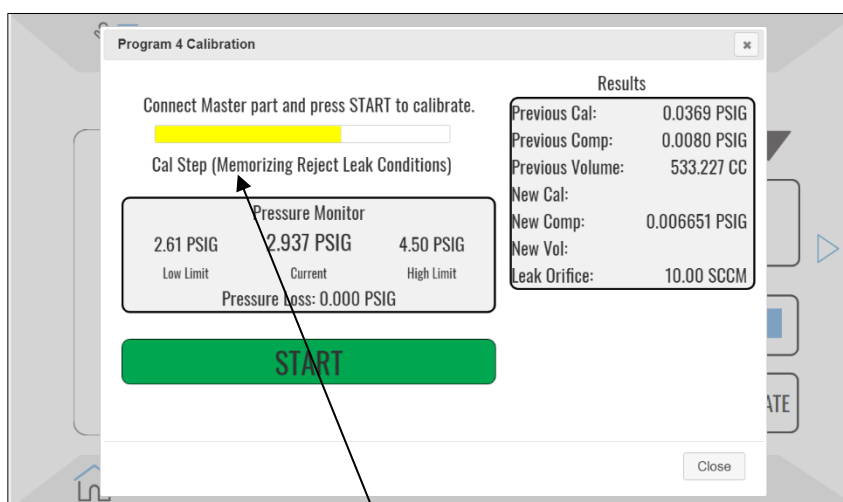 Program 4 Calibration
Connect Master part and press START to calibrate.
Cal Step (Memorizing Reject Leak Conditions)
Pressure Monitor
2.61 PSIG 2.937 PSIG 4.50 PSIG
Low Limit Current High Limit
Pressure Loss: 0.000 PSIG
START
Results
Previous Cal: 0.0369 PSIG
Previous Comp: 0.0080 PSIG
Previous Volume: 533.227 CC
New Cal:
New Comp: 0.006651 PSIG
New Vol:
Leak Orifice: 10.00 SCCM
ATE
Close